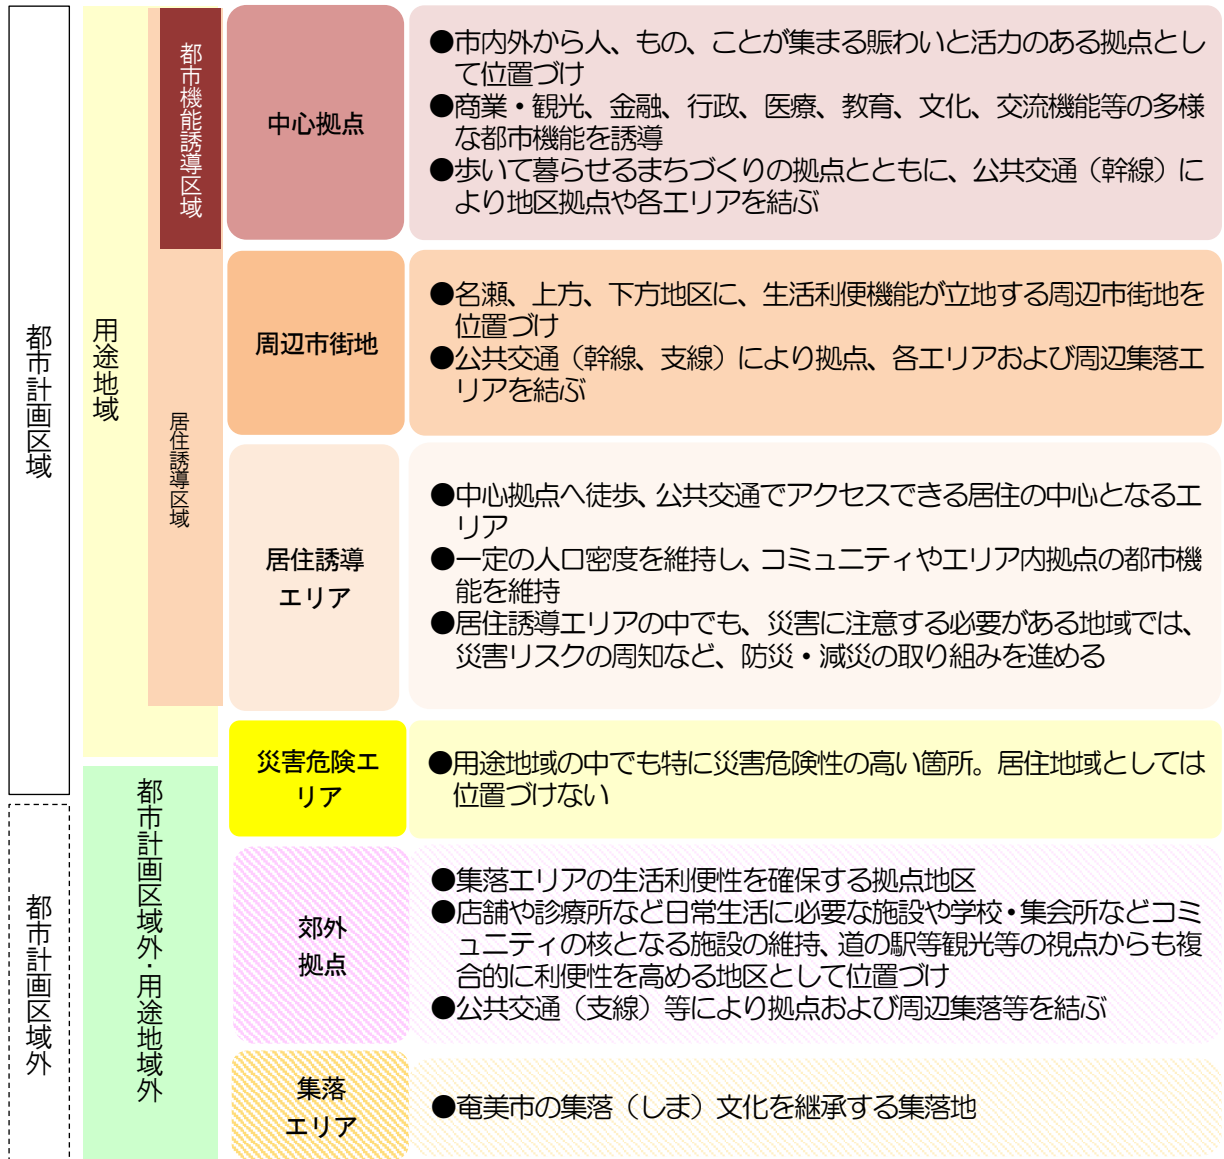 都市計画区域
都市計画区域外
用途地域
都市計画区域外・用途地域外
都市機能誘導区域
居住誘導区域
中心拠点
●市内外から人、もの、ことが集まる賑わいと活力のある拠点とし
て位置づけ
●商業・観光、金融、行政、医療、教育、文化、交流機能等の多様
な都市機能を誘導
●歩いて暮らせるまちづくりの拠点とともに、公共交通（幹線）に
より地区拠点や各エリアを結ぶ
周辺市街地
●名瀬、上方、下方地区に、生活利便機能が立地する周辺市街地を
位置づけ
●公共交通（幹線、支線）により拠点、各エリアおよび周辺集落エ
リアを結ぶ
居住誘導
エリア
●中心拠点へ徒歩、公共交通でアクセスできる居住の中心となるエ
リア
●一定の人口密度を維持し、コミュニティやエリア内拠点の都市機
能を維持
●居住誘導エリアの中でも、災害に注意する必要がある地域では、
災害リスクの周知など、防災・減災の取り組みを進める
災害危険エ
リア
●用途地域の中でも特に災害危険性の高い箇所。居住地域としては
位置づけない
郊外
拠点
●集落エリアの生活利便性を確保する拠点地区
●店舗や診療所など日常生活に必要な施設や学校・集会所などコミ
ュニティの核となる施設の維持、道の駅等観光等の視点からも複
合的に利便性を高める地区として位置づけ
●公共交通（支線）等により拠点および周辺集落等を結ぶ
集落
エリア
●奄美市の集落（しま）文化を継承する集落地